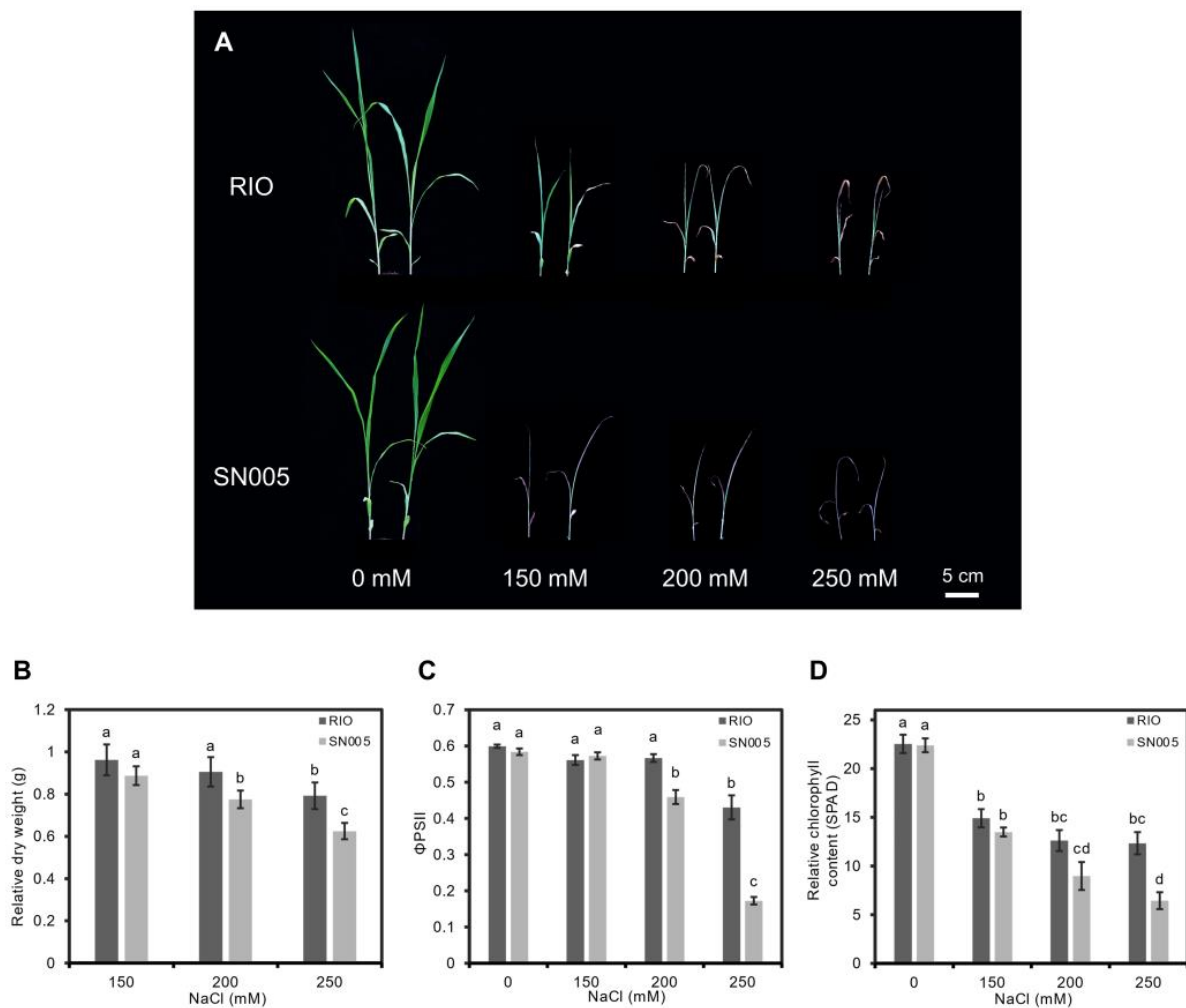 A
RIO
SN005
0 mM 150 mM 200 mM 250 mM 5 cm
B
Relative dry weight (g)
1.2
1
0.8
0.6
0.4
0.2
0
a a a b b c
RIO
SN005
150 200 250
NaCl (mM)
C
ΦPSII
0.7
0.6
0.5
0.4
0.3
0.2
0.1
0
a a a a a b b c
RIO
SN005
0 150 200 250
NaCl (mM)
D
Relative chlorophyll
content (SPAD)
25
20
15
10
5
0
a a b b bc cd bc d
RIO
SN005
0 150 200 250
NaCl (mM)